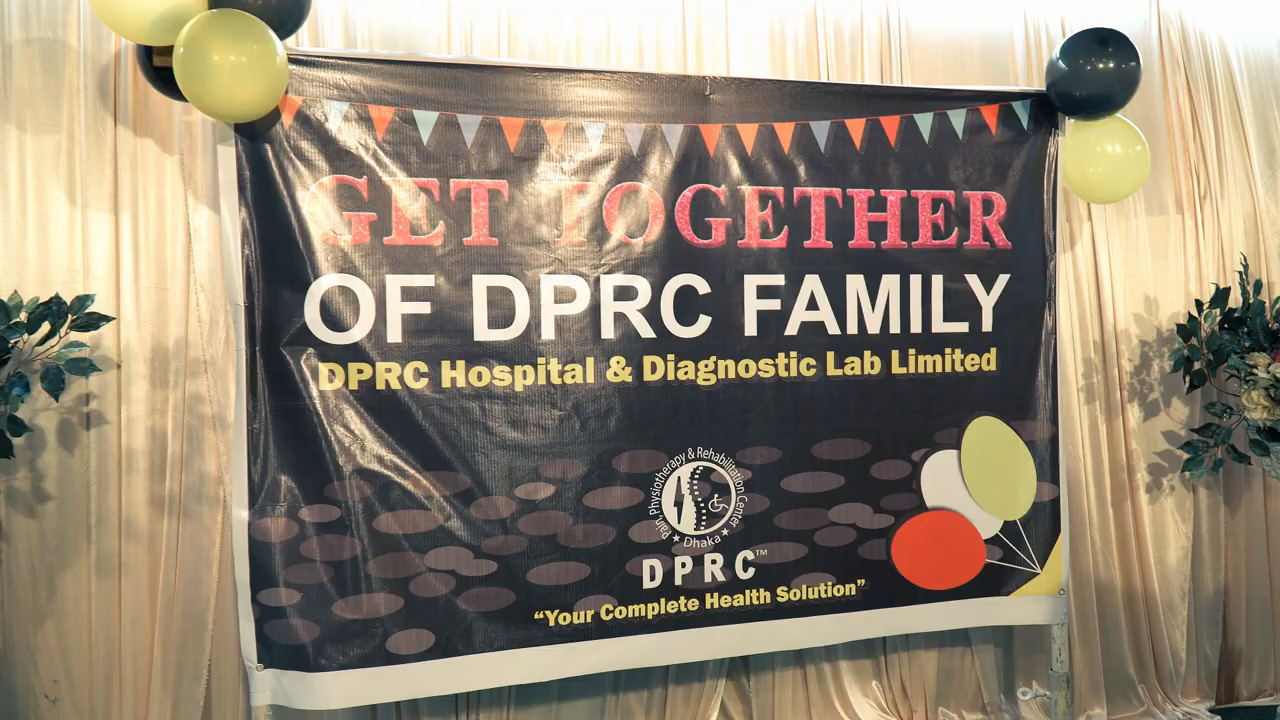 GET TOGETHER
OF DPRC FAMILY
DPRC Hospital & Diagnostic Lab Limited
Pain, Physiotherapy & Rehabilitation Center
★ Dhaka ★
DPRC™
“Your Complete Health Solution”